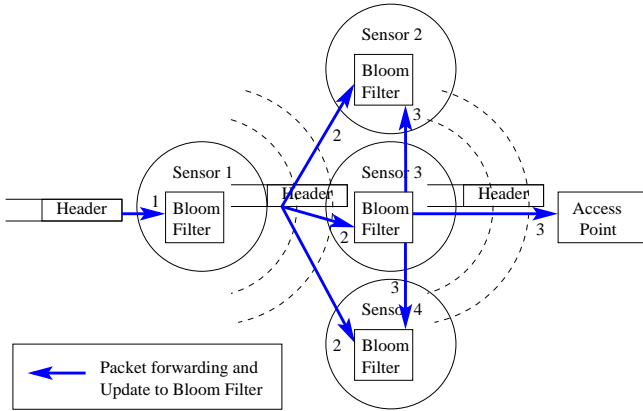 Sensor 2
Bloom
Filter
3
2
Sensor 1
Sensor 3
1
Header
Header
Header
Header
Bloom
Filter
Bloom
Filter
2
3
Access
Point
3
Sensor 4
2
Bloom
Filter
Packet forwarding and
Update to Bloom Filter